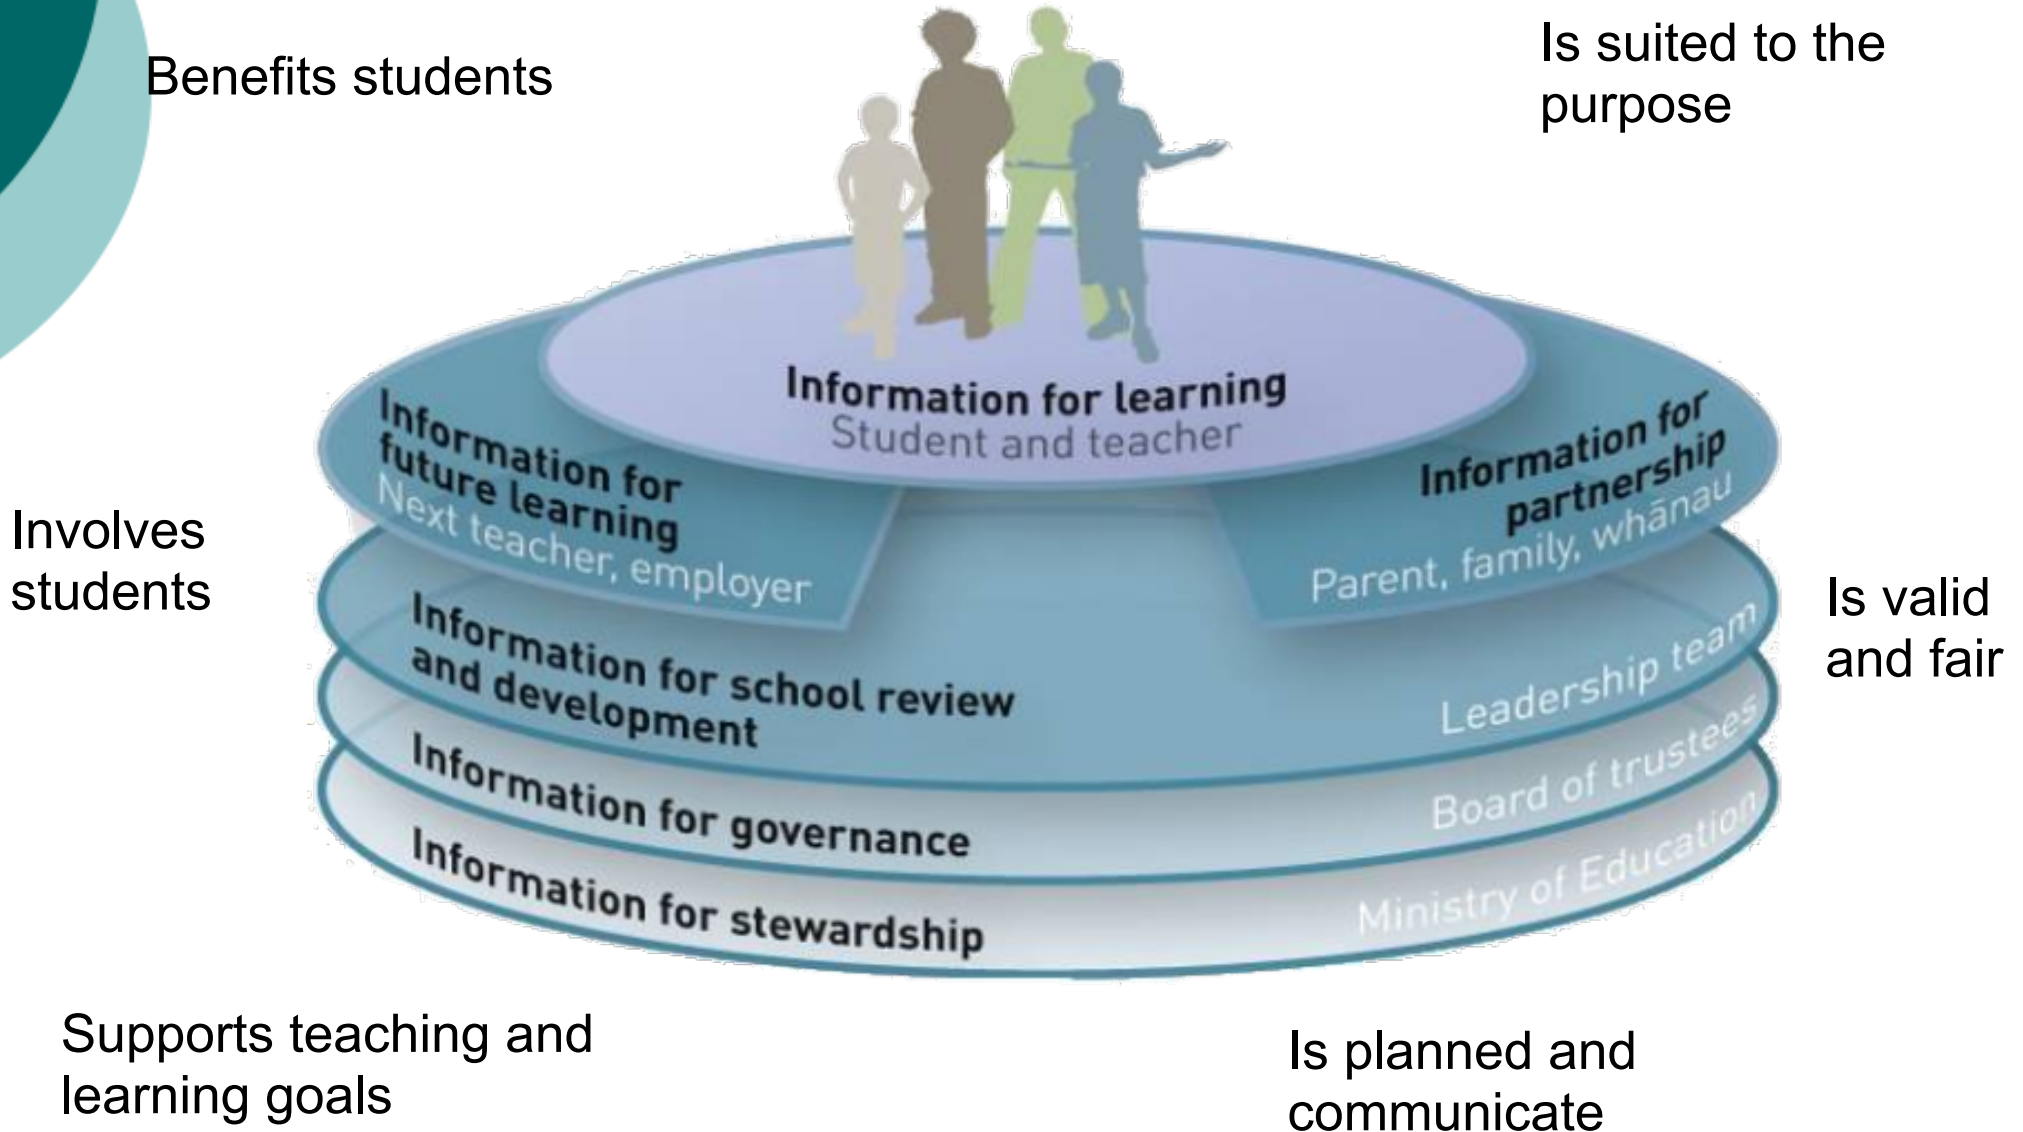 Benefits students
Is suited to the
purpose
Information for learning
Student and teacher
Information for
future learning
Next teacher, employer
Information for
partnership
Parent, family, whānau
Involves
students
Is valid
and fair
Information for school review
and development
Leadership team
Information for governance
Board of trustees
Information for stewardship
Ministry of Education
Supports teaching and
learning goals
Is planned and
communicate